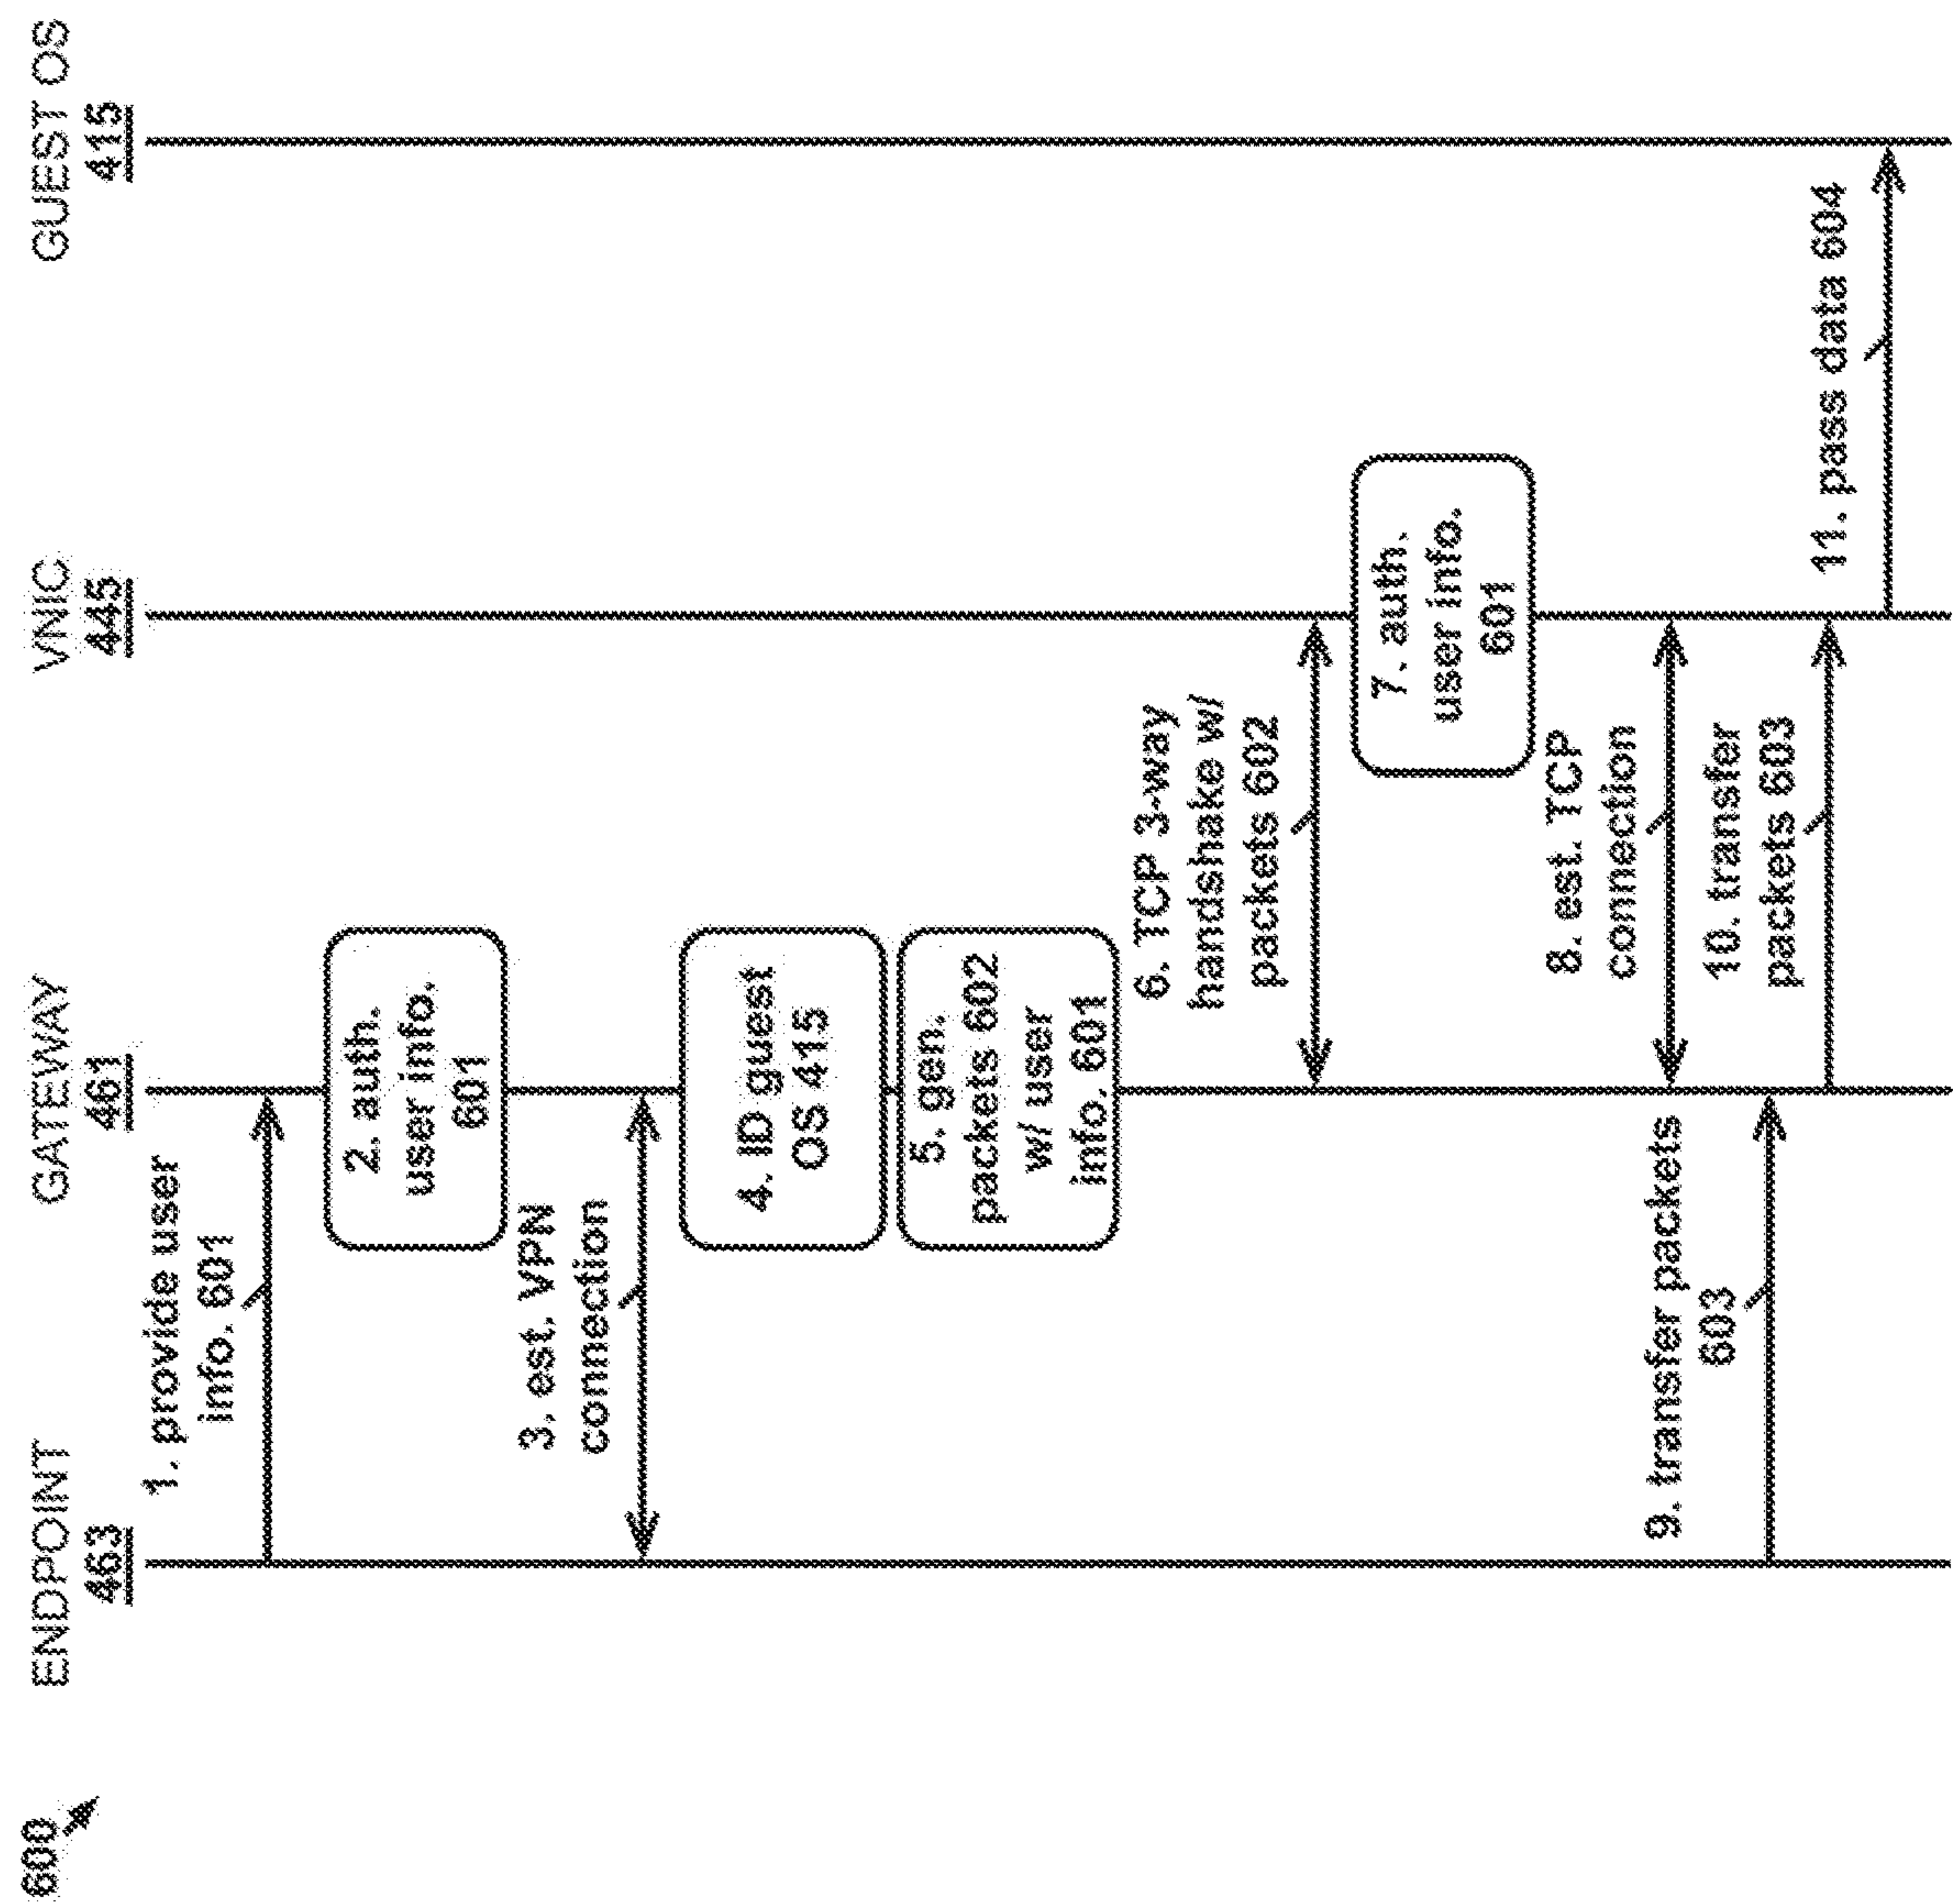 600
ENDPOINT
463
GATEWAY
461
VNIC
445
GUEST OS
415
1. provide user
info. 601
2. auth.
user info.
601
3. est. VPN
connection
4. ID guest
OS 415
5. gen.
packets 602
w/ user
info. 601
6. TCP 3-way
handshake w/
packets 602
7. auth.
user info.
601
8. est. TCP
connection
9. transfer packets
603
10. transfer
packets 603
11. pass data 604